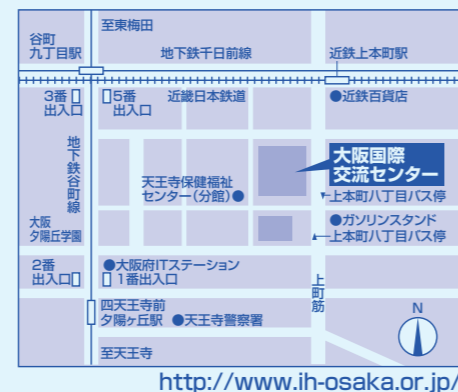 至東梅田
谷町
九丁目駅
地下鉄千日前線
近鉄上本町駅
3番
出入口
5番
出入口
近畿日本鉄道
●近鉄百貨店
地下鉄谷町線
大阪国際
交流センター
天王寺保健福祉
センター(分館)●
上本町八丁目バス停
大阪
夕陽丘学園
●ガソリンスタンド
上本町八丁目バス停
2番
出入口
●大阪府ITステーション
1番出入口
上町筋
四天王寺前
夕陽ヶ丘駅
●天王寺警察署
N
至天王寺
http://www.ih-osaka.or.jp/